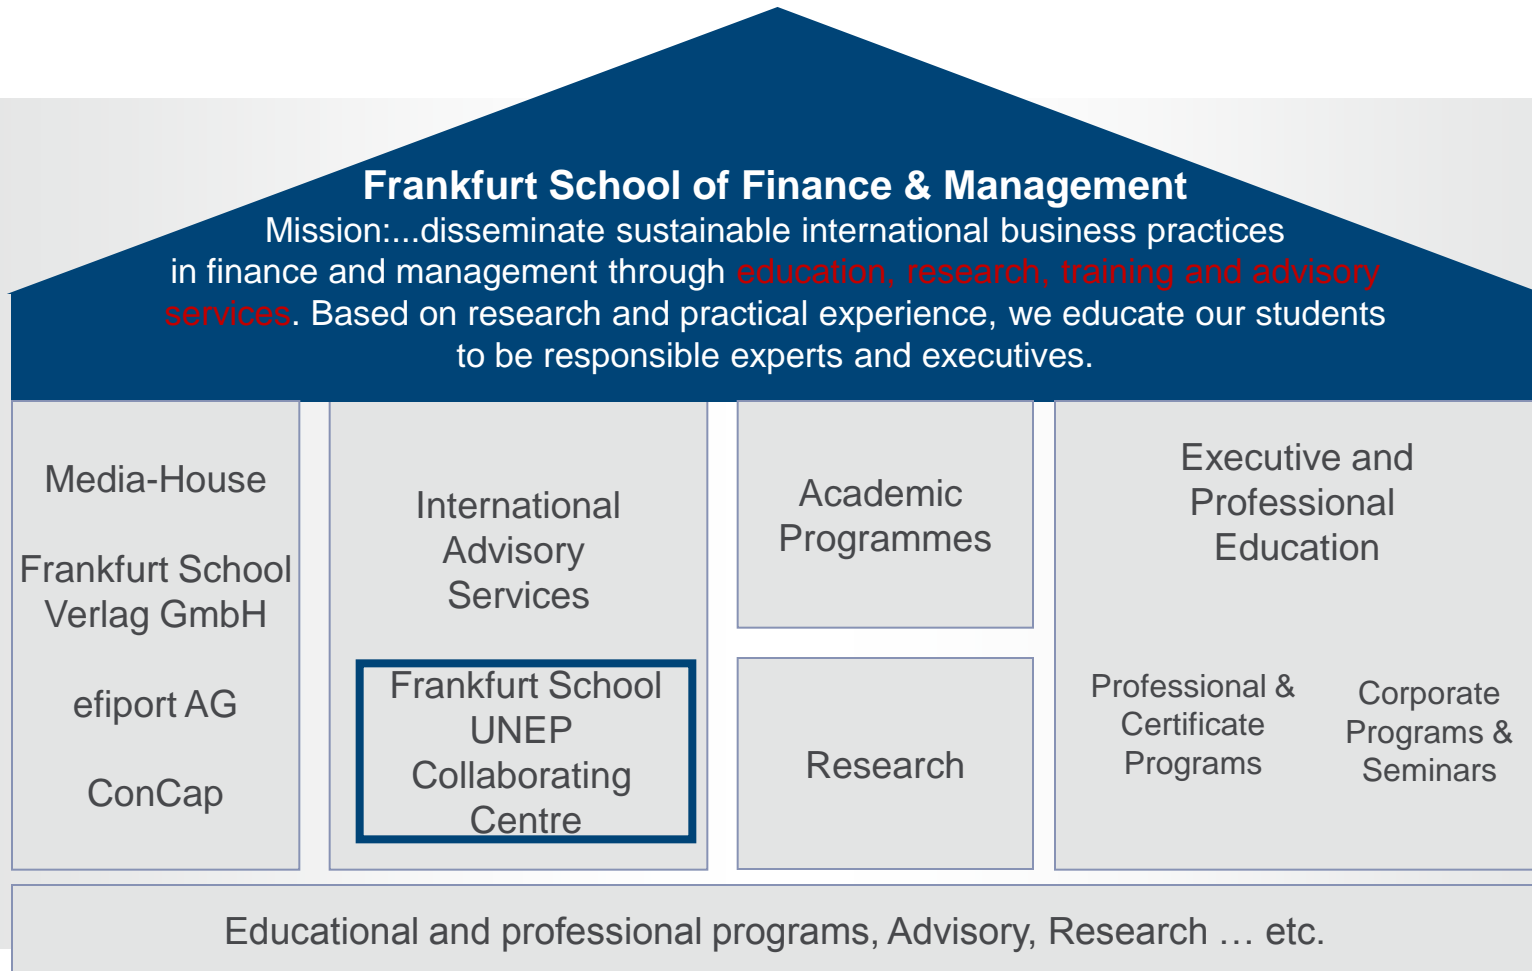 Frankfurt School of Finance & Management
Mission:...disseminate sustainable international business practices
in finance and management through education, research, training and advisory
services. Based on research and practical experience, we educate our students
to be responsible experts and executives.
Media-House
Frankfurt School
Verlag GmbH
efiport AG
ConCap
International
Advisory
Services
Frankfurt School
UNEP
Collaborating
Centre
Academic
Programmes
Research
Executive and
Professional
Education
Professional &
Certificate
Programs
Corporate
Programs &
Seminars
Educational and professional programs, Advisory, Research … etc.